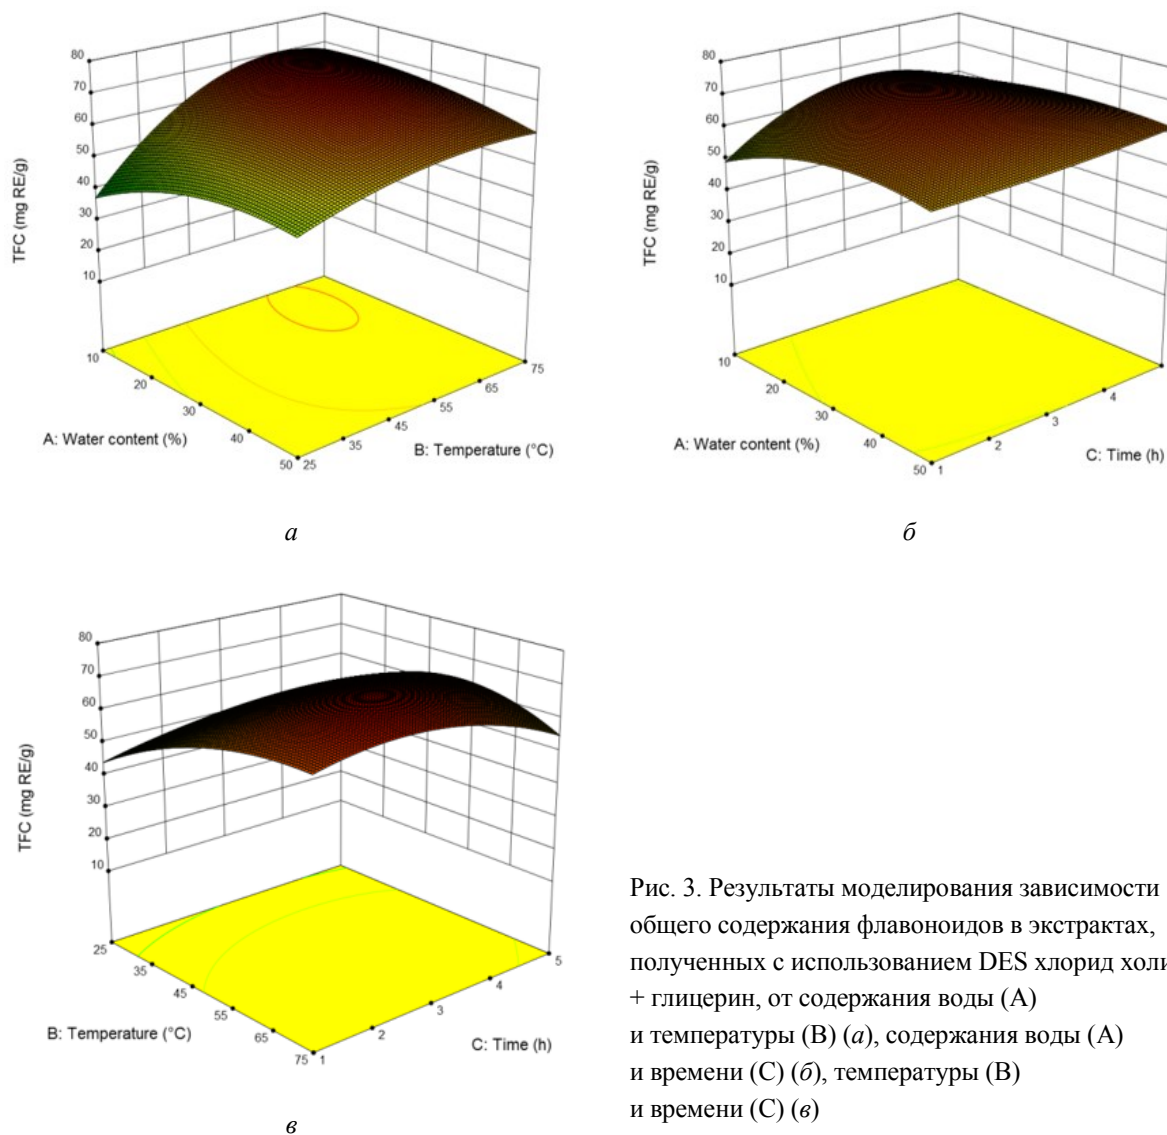 80
70
60
50
40
30
20
10
TFC (mg RE/g)
10
20
30
40
50
A: Water content (%)
25
35
45
55
65
75
B: Temperature (°C)
а
80
70
60
50
40
30
20
10
TFC (mg RE/g)
10
20
30
40
50
A: Water content (%)
1
2
3
4
C: Time (h)
б
80
70
60
50
40
30
20
10
TFC (mg RE/g)
25
35
45
55
65
75
B: Temperature (°C)
1
2
3
4
5
C: Time (h)
в
Рис. 3. Результаты моделирования зависимости
общего содержания флавоноидов в экстрактах,
полученных с использованием DES хлорид холи
+ глицерин, от содержания воды (А)
и температуры (В) (а), содержания воды (А)
и времени (С) (б), температуры (В)
и времени (С) (в)